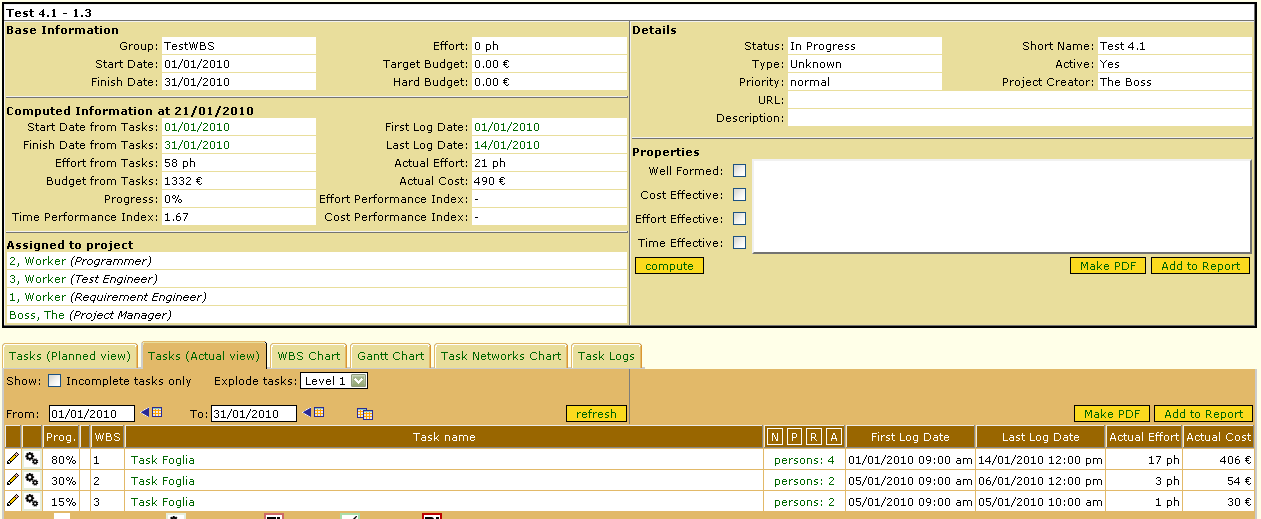 Test 4.1 - 1.3
Base Information
Group: TestWBS Effort: 0 ph
Start Date: 01/01/2010 Target Budget: 0.00 €
Finish Date: 31/01/2010 Hard Budget: 0.00 €
Computed Information at 21/01/2010
Start Date from Tasks: 01/01/2010 First Log Date: 01/01/2010
Finish Date from Tasks: 31/01/2010 Last Log Date: 14/01/2010
Effort from Tasks: 58 ph Actual Effort: 21 ph
Budget from Tasks: 1332 € Actual Cost: 490 €
Progress: 0% Effort Performance Index: -
Time Performance Index: 1.67 Cost Performance Index: -
Assigned to project
2, Worker (Programmer)
3, Worker (Test Engineer)
1, Worker (Requirement Engineer)
Boss, The (Project Manager)
Details
Status: In Progress Short Name: Test 4.1
Type: Unknown Active: Yes
Priority: normal Project Creator: The Boss
URL:
Description:
Properties
Well Formed:
Cost Effective:
Effort Effective:
Time Effective:
compute Make PDF Add to Report
Tasks (Planned view) Tasks (Actual view) WBS Chart Gantt Chart Task Networks Chart Task Logs
Show: Incomplete tasks only Explode tasks: Level 1
From: 01/01/2010 To: 31/01/2010 refresh Make PDF Add to Report
Prog. WBS Task name N P R A First Log Date Last Log Date Actual Effort Actual Cost
80% 1 Task Foglia persons: 4 01/01/2010 09:00 am 14/01/2010 12:00 pm 17 ph 406 €
30% 2 Task Foglia persons: 2 05/01/2010 09:00 am 06/01/2010 12:00 pm 3 ph 54 €
15% 3 Task Foglia persons: 2 05/01/2010 09:00 am 05/01/2010 10:00 am 1 ph 30 €